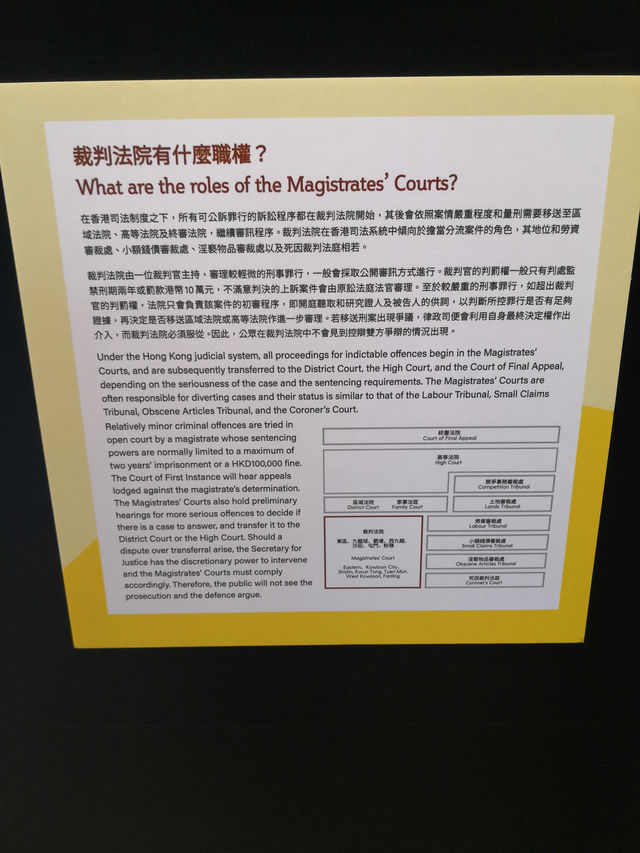 裁判法院有什麼職權？
What are the roles of the Magistrates' Courts?
在香港司法制度之下，所有可公訴罪行的訴訟程序都在裁判法院開始，其後會依照案情嚴重程度和量刑需要移送至區
域法院、高等法院及終審法院，繼續審訊程序。裁判法院在香港司法系統中傾向於擔當分流案件的角色，其地位和勞資
審裁處、小額錢債審裁處、淫褻物品審裁處以及死因裁判法庭相若。
裁判法院由一位裁判官主持，審理較輕微的刑事罪行，一般會採取公開審訊方式進行。裁判官的判罰權一般只有判處監
禁刑期兩年或罰款港幣10萬元，不滿意判決的上訴案件會由原訟法庭法官審理。至於較嚴重的刑事罪行，如超出裁判
官的判罰權，法院只會負責該案件的初審程序，即開庭聽取和研究證人及被告人的供詞，以判斷所控罪行是否有足夠
證據，再決定是否移送區域法院或高等法院作進一步審理。若移送刑案出現爭議，律政司便會利用自身最終決定權作出
介入，而裁判法院必須服從。因此，公眾在裁判法院中不會見到控辯雙方爭辯的情況出現。
Under the Hong Kong judicial system, all proceedings for indictable offences begin in the Magistrates'
Courts, and are subsequently transferred to the District Court, the High Court, and the Court of Final Appeal,
depending on the seriousness of the case and the sentencing requirements. The Magistrates' Courts are
often responsible for diverting cases and their status is similar to that of the Labour Tribunal, Small Claims
Tribunal, Obscene Articles Tribunal, and the Coroner's Court.
Relatively minor criminal offences are tried in
open court by a magistrate whose sentencing
powers are normally limited to a maximum of
two years' imprisonment or a HKD100,000 fine.
The Court of First Instance will hear appeals
lodged against the magistrate's determination.
The Magistrates' Courts also hold preliminary
hearings for more serious offences to decide if
there is a case to answer, and transfer it to the
District Court or the High Court. Should a
dispute over transferral arise, the Secretary for
Justice has the discretionary power to intervene
and the Magistrates' Courts must comply
accordingly. Therefore, the public will not see the
prosecution and the defence argue.
終審法院
Court of Final Appeal
高等法院
High Court
競爭事務審裁處
Competition Tribunal
區域法院 家事法庭
District Court Family Court
土地審裁處
Lands Tribunal
裁判法院
東區、九龍城、觀塘、西九龍、
沙田、屯門、粉嶺
Magistrates' Court
Eastern, Kowloon City,
Shatin, Kwun Tong, Tuen Mun,
West Kowloon, Fanling
勞資審裁處
Labour Tribunal
小額錢債審裁處
Small Claims Tribunal
淫褻物品審裁處
Obscene Articles Tribunal
死因裁判法庭
Coroner's Court